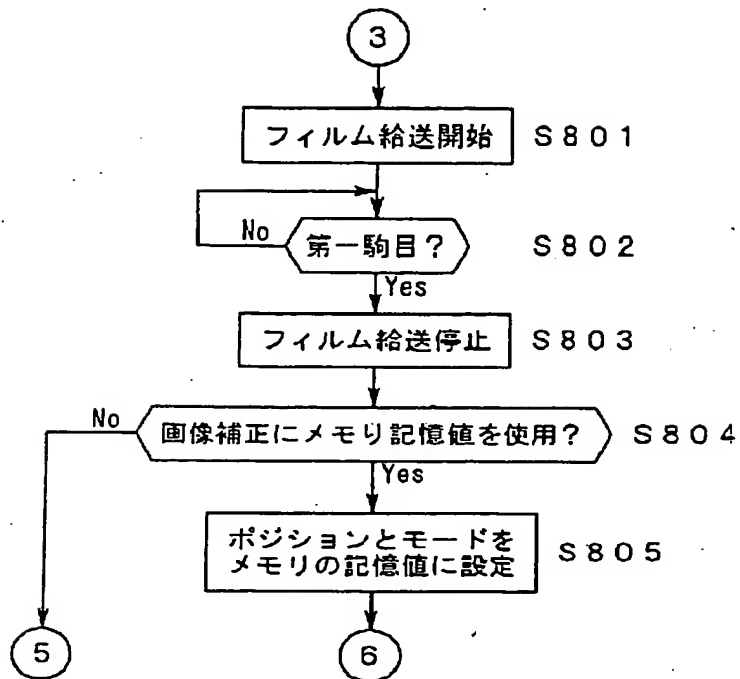 3
フィルム給送開始 S801
No 第一駒目? S802
Yes
フィルム給送停止 S803
No 画像補正にメモり記憶値を使用? S804
Yes
ポジションとモードを
メモリの記憶値に設定 S805
5 6